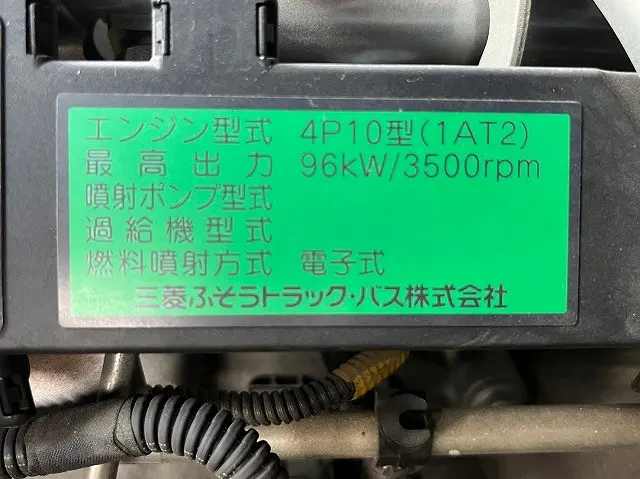 エンジン型式 4P10型(1AT2)
最高出力 96kW/3500rpm
噴射ポンプ型式
過給機型式
燃料噴射方式 電子式
三菱ふそうトラック・バス株式会社